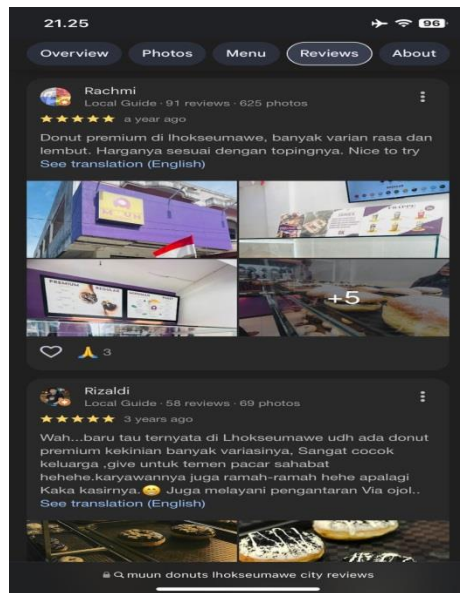 21.25
96
Overview Photos Menu Reviews About
Rachmi
Local Guide · 91 reviews · 625 photos
a year ago
Donut premium di lhokseumawe, banyak varian rasa dan
lembut. Harganya sesuai dengan topingnya. Nice to try
See translation (English)
PREMIUM
+5
3
Rizaldi
Local Guide · 58 reviews · 69 photos
3 years ago
Wah...baru tau ternyata di Lhokseumawe udh ada donut
premium kekinian banyak variasinya, Sangat cocok
keluarga ,give untuk temen pacar sahabat
hehehe.karyawannya juga ramah-ramah hehe apalagi
Kaka kasirnya. Juga melayani pengantaran Via ojol..
See translation (English)
muun donuts lhokseumawe city reviews